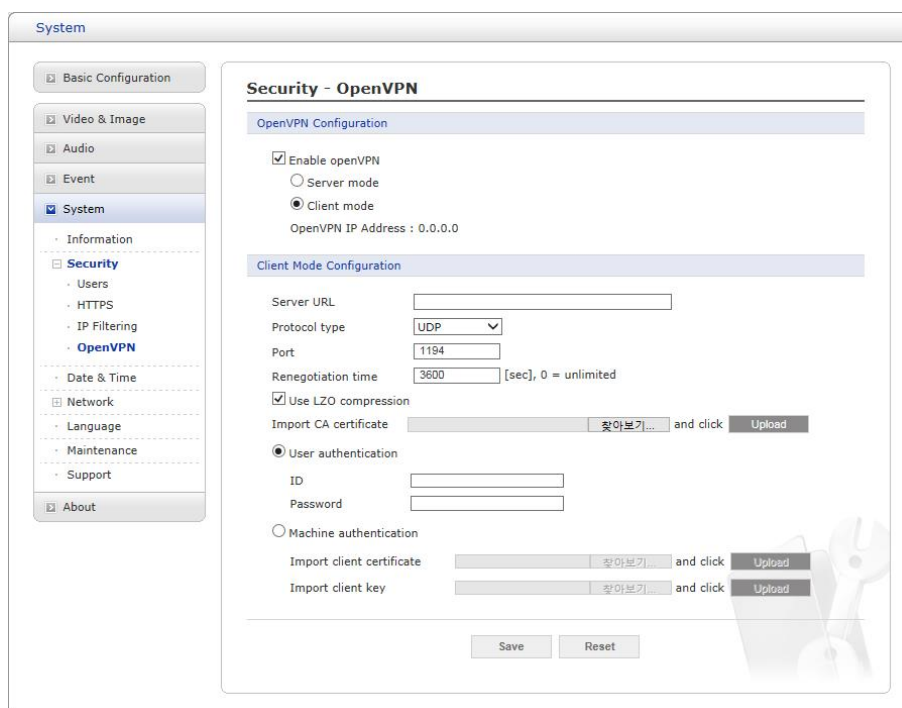 System
Basic Configuration
Video & Image
Audio
Event
System
· Information
Security
· Users
· HTTPS
· IP Filtering
· OpenVPN
· Date & Time
Network
· Language
· Maintenance
· Support
About
Security - OpenVPN
OpenVPN Configuration
Enable openVPN
Server mode
Client mode
OpenVPN IP Address : 0.0.0.0
Client Mode Configuration
Server URL
Protocol type UDP
Port 1194
Renegotiation time 3600 [sec], 0 = unlimited
Use LZO compression
Import CA certificate 찾아보기... and click Upload
User authentication
ID
Password
Machine authentication
Import client certificate 찾아보기... and click Upload
Import client key 찾아보기... and click Upload
Save Reset